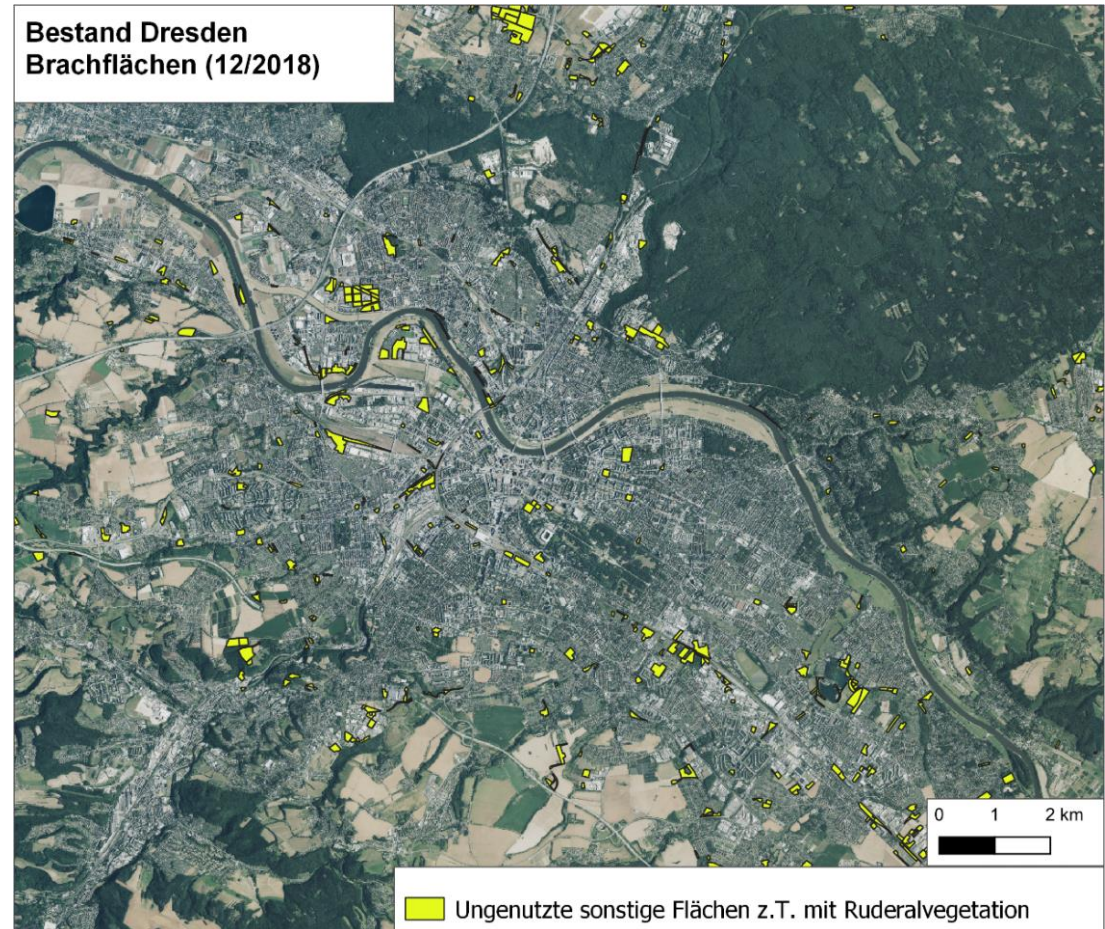 Bestand Dresden
Brachflächen (12/2018)
0 1 2 km
Ungenutzte sonstige Flächen z.T. mit Ruderalvegetation